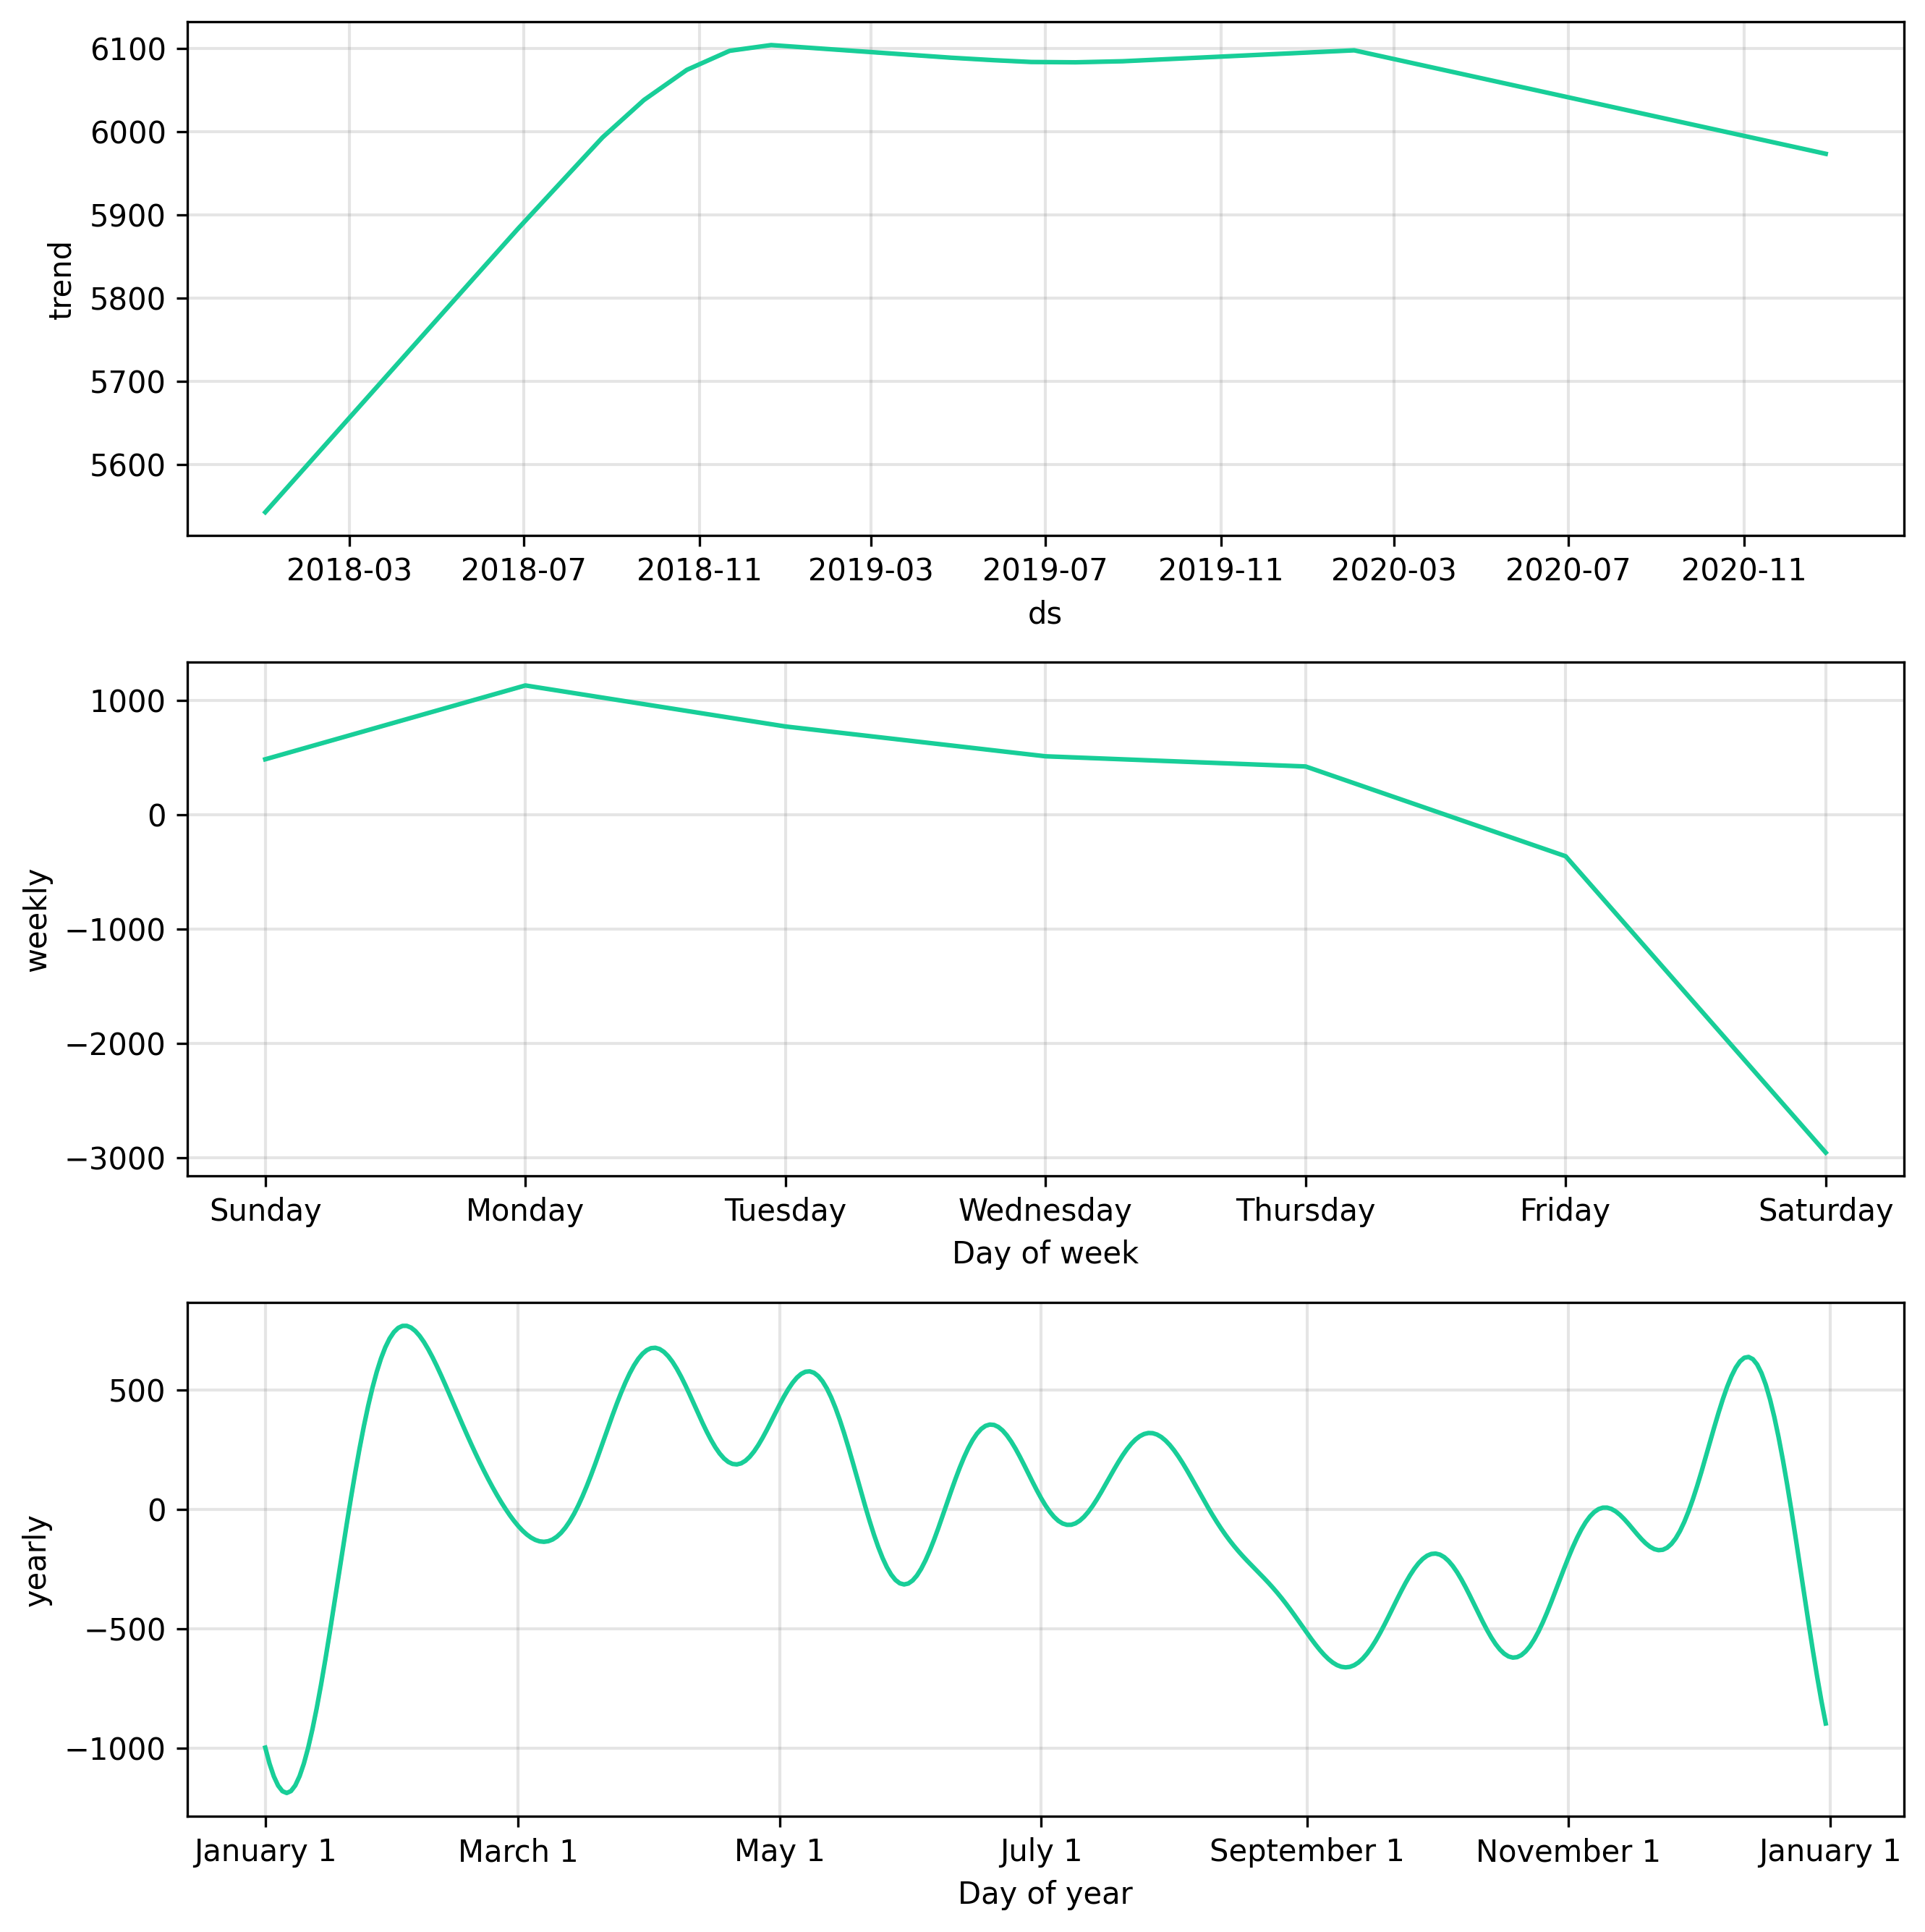 6100
6000
5900
5800
5700
5600
trend
2018-03 2018-07 2018-11 2019-03 2019-07 2019-11 2020-03 2020-07 2020-11
ds
1000
0
−1000
−2000
−3000
weekly
Sunday Monday Tuesday Wednesday Thursday Friday Saturday
Day of week
500
0
−500
−1000
yearly
January 1 March 1 May 1 July 1 September 1 November 1 January 1
Day of year